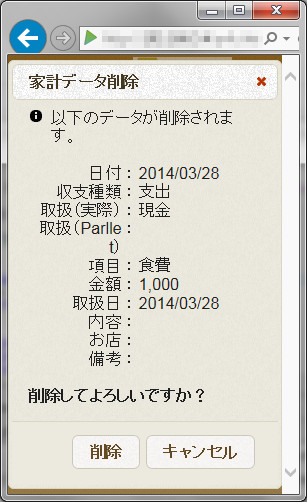 家計データ削除
以下のデータが削除されま
す。
日付： 2014/03/28
収支種類： 支出
取扱(実際)： 現金
取扱(Parlle：
t)
項目： 食費
金額： 1,000
取扱日： 2014/03/28
内容：
お店：
備考：
削除してよろしいですか？
削除 キャンセル